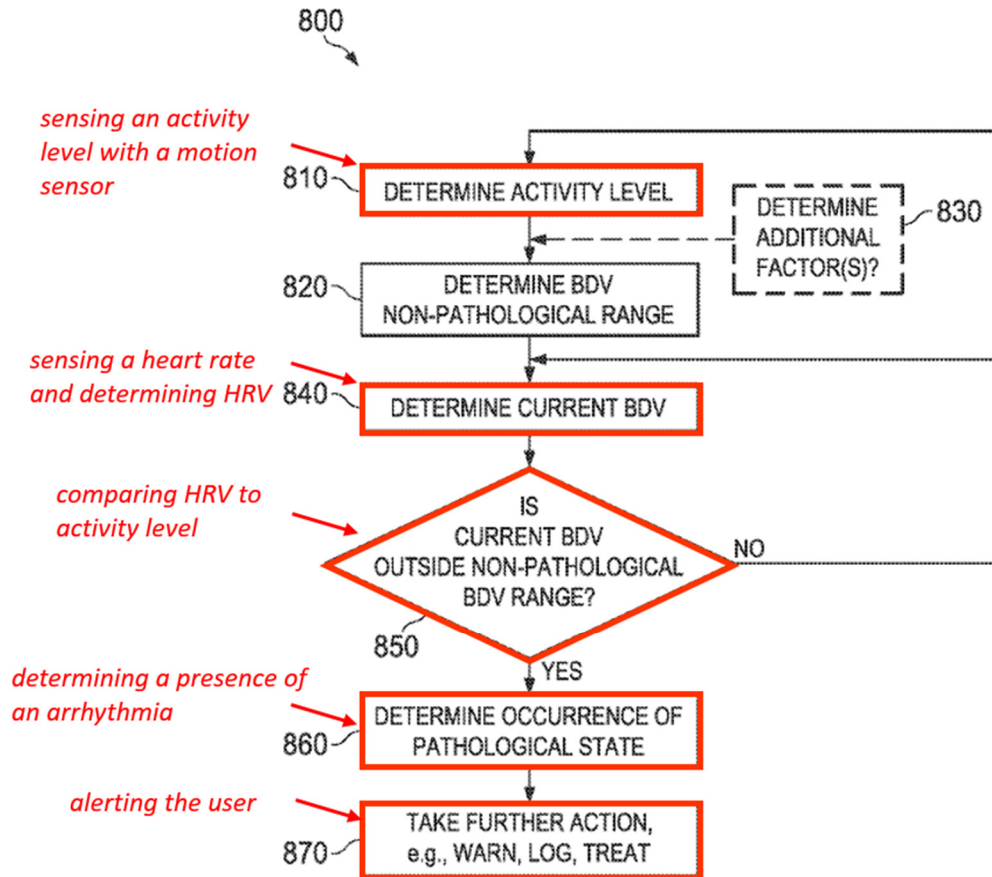 800
sensing an activity
level with a motion
sensor
810
DETERMINE ACTIVITY LEVEL
DETERMINE
ADDITIONAL
FACTOR(S)?
830
820
DETERMINE BDV
NON-PATHOLOGICAL RANGE
sensing a heart rate
and determining HRV
840
DETERMINE CURRENT BDV
comparing HRV to
activity level
IS
CURRENT BDV
OUTSIDE NON-PATHOLOGICAL
BDV RANGE?
NO
850
YES
determining a presence of
an arrhythmia
860
DETERMINE OCCURRENCE OF
PATHOLOGICAL STATE
alerting the user
870
TAKE FURTHER ACTION,
e.g., WARN, LOG, TREAT